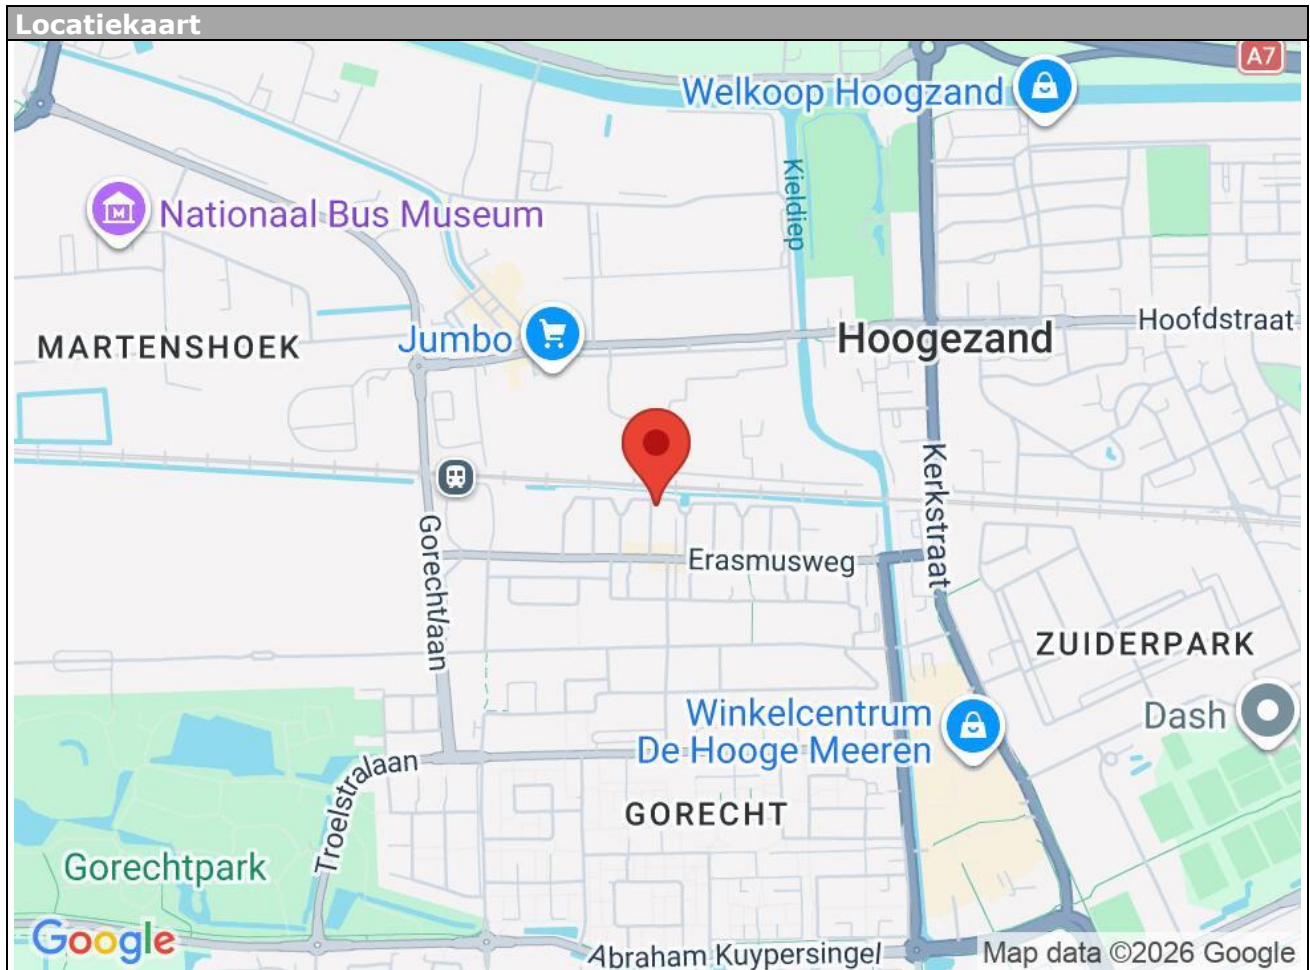 Locatiekaart
A7
Welkoop Hoogzand
Kieldiep
Nationaal Bus Museum
Hoofdstraat
Jumbo
Hoogezand
MARTENSHOEK
Kerkstraat
Gorechtlaan
Erasmusweg
ZUIDERPARK
Winkelcentrum
De Hooge Meeren
Dash
Troelstralaan
GORECHT
Gorechtpark
Google
Abraham Kuypersingel
Map data ©2026 Google